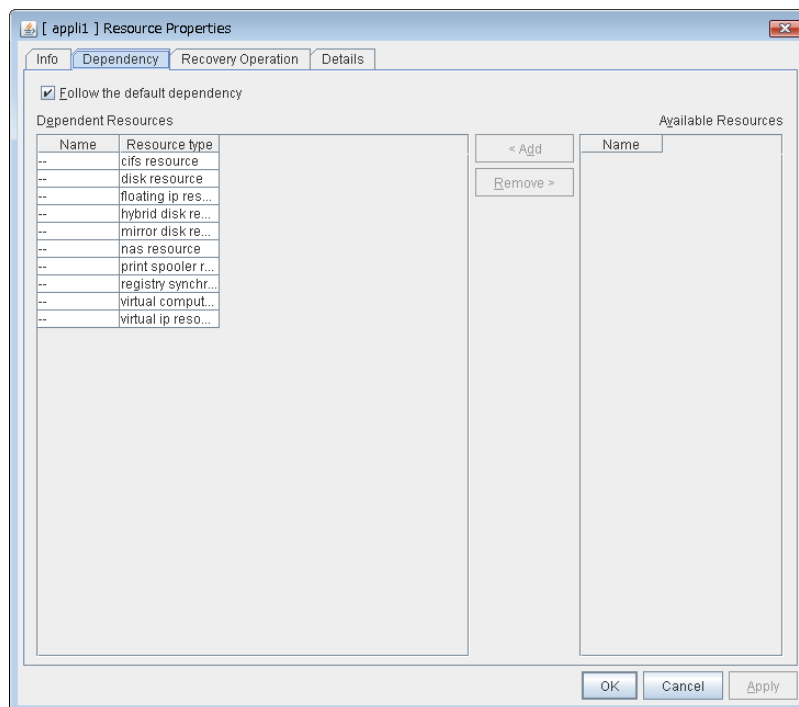 [ appli1 ] Resource Properties
Info Dependency Recovery Operation Details
Follow the default dependency
Dependent Resources Available Resources
Name Resource type < Add Name
-- cifs resource
-- disk resource Remove >
-- floating ip res...
-- hybrid disk re...
-- mirror disk re...
-- nas resource
-- print spooler r...
-- registry synchr...
-- virtual comput...
-- virtual ip reso...
OK Cancel Apply